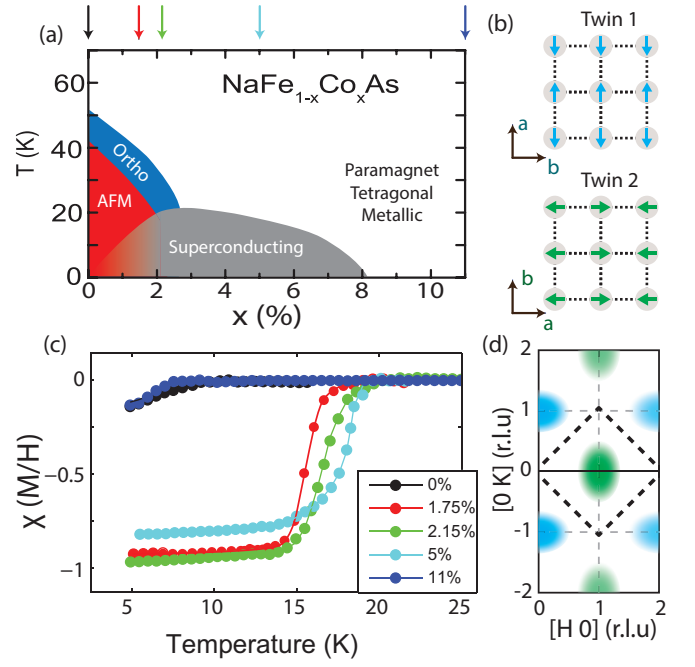 (a)
NaFe1-xCoxAs
T (K)
60
40
20
0
Ortho
AFM
Superconducting
Paramagnet
Tetragonal
Metallic
0
2
4
6
8
10
x (%)
(b)
Twin 1
a
b
Twin 2
b
a
(c)
χ (M/H)
0
−0.5
−1
5
10
15
20
25
Temperature (K)
0%
1.75%
2.15%
5%
11%
(d)
[0 K] (r.l.u)
2
1
0
-1
-2
0
1
2
[H 0] (r.l.u)